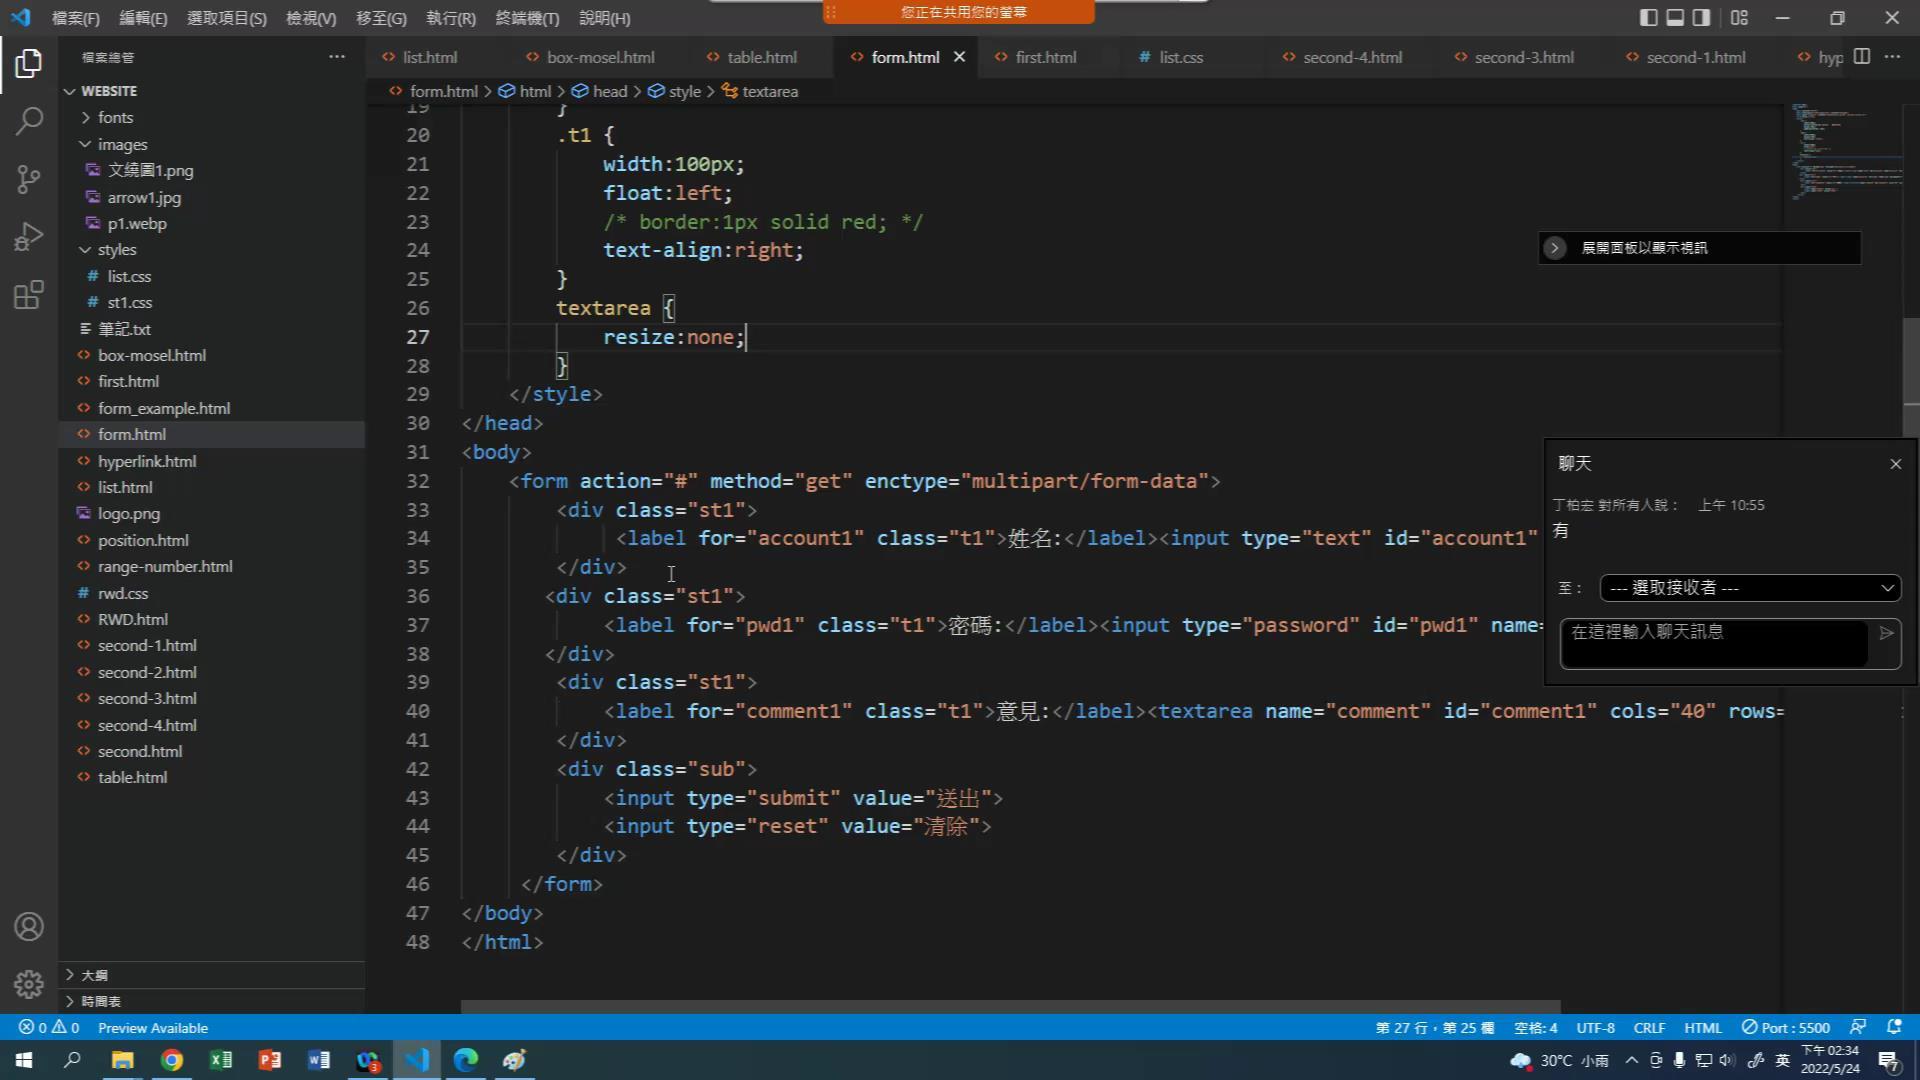 檔案(F) 編輯(E) 選取項目(S) 檢視(V) 移至(G) 執行(R) 終端機(T) 說明(H)
您正在共用您的螢幕
檔案總管
list.html box-mosel.html table.html form.html first.html list.css second-4.html second-3.html second-1.html hyp
form.html > html > head > style > textarea
WEBSITE
fonts
images
文繞圖1.png
arrow1.jpg
p1.webp
styles
list.css
st1.css
筆記.txt
box-mosel.html
first.html
form_example.html
form.html
hyperlink.html
list.html
logo.png
position.html
range-number.html
rwd.css
RWD.html
second-1.html
second-2.html
second-3.html
second-4.html
second.html
table.html
大綱
時間表
19 }
20 .t1 {
21 width:100px;
22 float:left;
23 /* border:1px solid red; */
24 text-align:right;
25 }
26 textarea {
27 resize:none;
28 }
29 </style>
30 </head>
31 <body>
32 <form action="#" method="get" enctype="multipart/form-data">
33 <div class="st1">
34 <label for="account1" class="t1">姓名:</label><input type="text" id="account1"
35 </div>
36 <div class="st1">
37 <label for="pwd1" class="t1">密碼:</label><input type="password" id="pwd1" name=
38 </div>
39 <div class="st1">
40 <label for="comment1" class="t1">意見:</label><textarea name="comment" id="comment1" cols="40" rows=
41 </div>
42 <div class="sub">
43 <input type="submit" value="送出">
44 <input type="reset" value="清除">
45 </div>
46 </form>
47 </body>
48 </html>
展開面板以顯示視訊
聊天
丁柏宏 對所有人說： 上午 10:55
有
至： --- 選取接收者 ---
在這裡輸入聊天訊息
0 0 Preview Available
第 27 行，第 25 欄 空格: 4 UTF-8 CRLF HTML Port : 5500
3
30°C 小雨 英 下午 02:34
2022/5/24
7